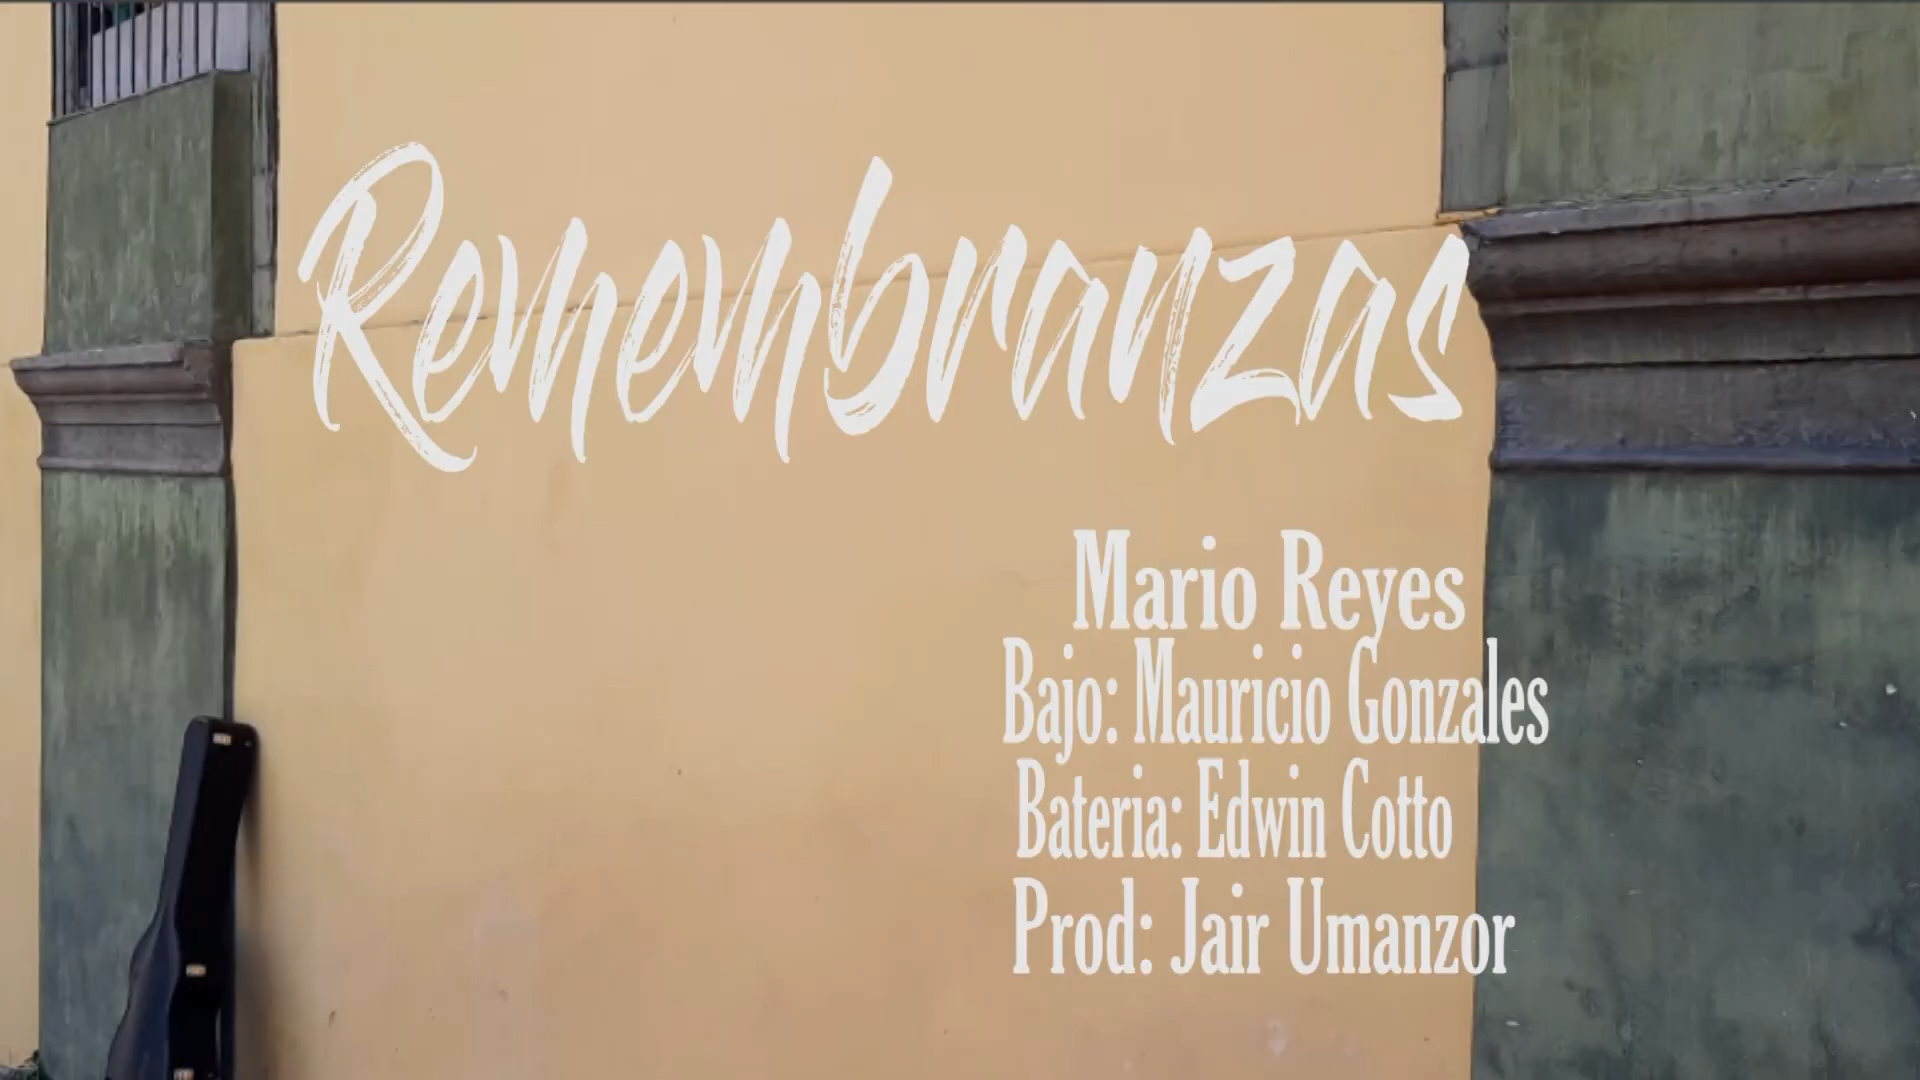 Remembranzas
Mario Reyes
Bajo: Mauricio Gonzales
Bateria: Edwin Cotto
Prod: Jair Umanzor